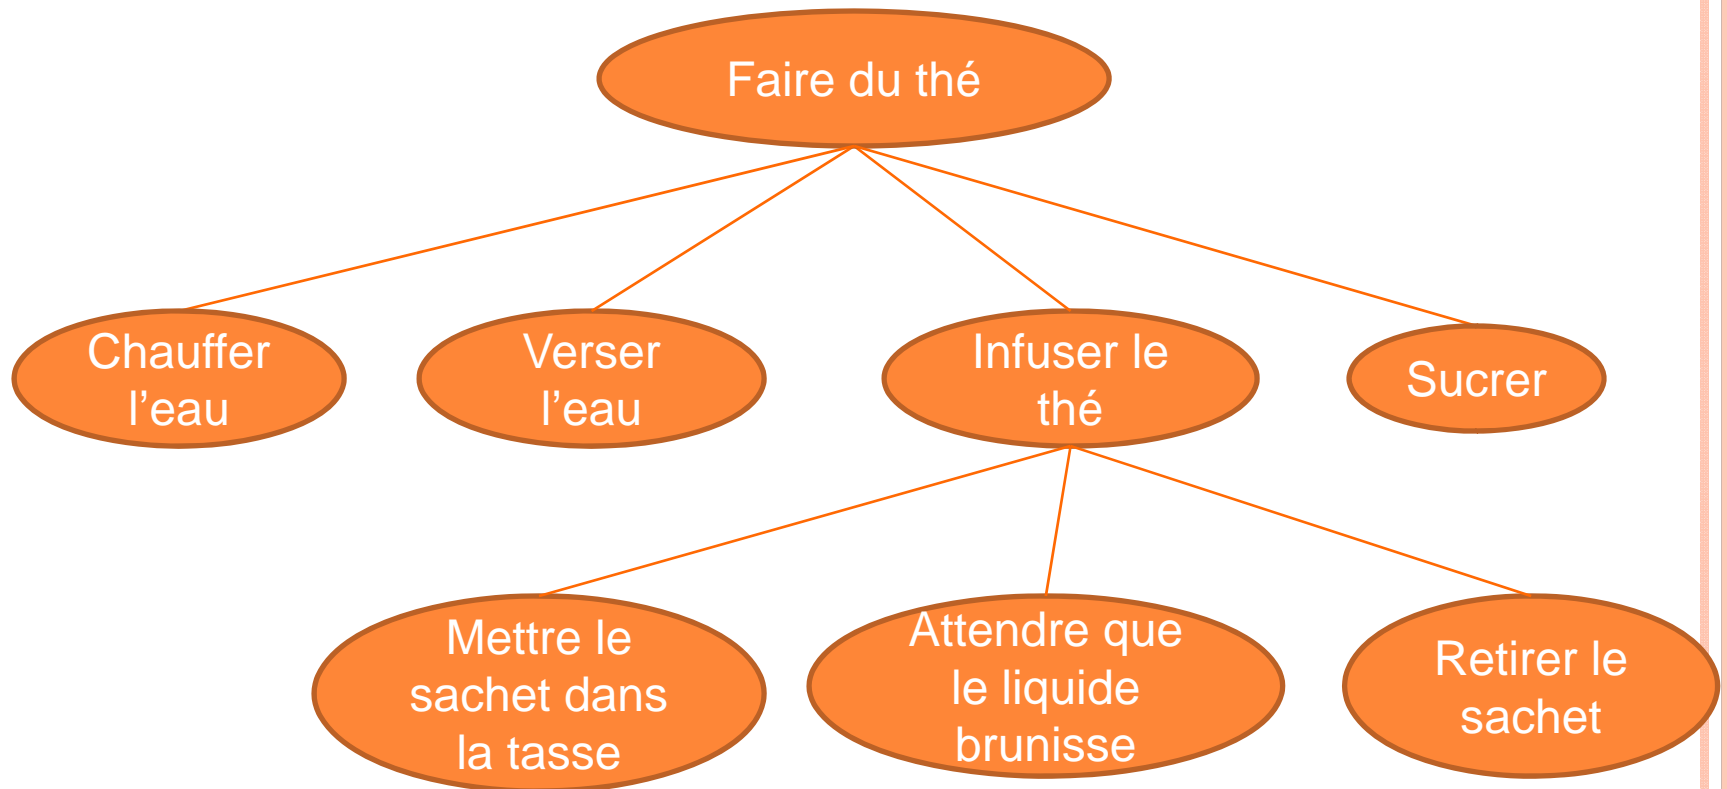 Faire du thé
Chauffer
l’eau
Verser
l’eau
Infuser le
thé
Sucrer
Mettre le
sachet dans
la tasse
Attendre que
le liquide
brunisse
Retirer le
sachet